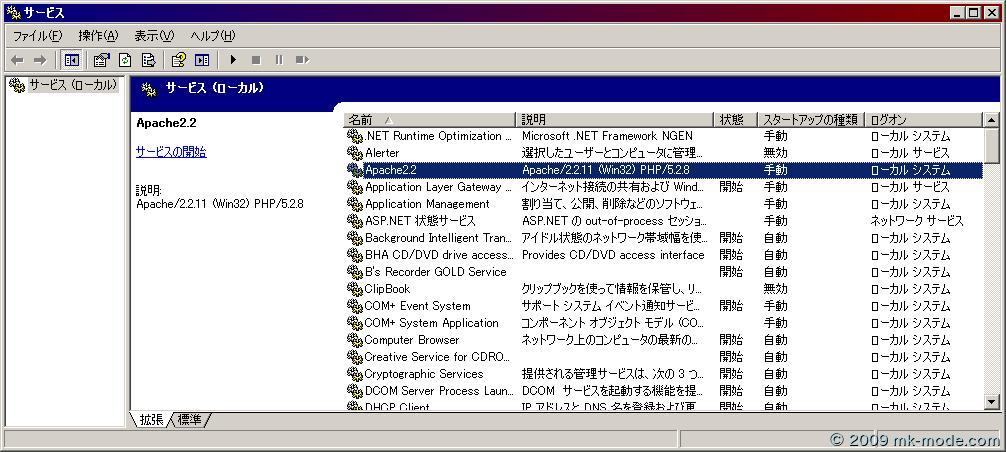 サービス
ファイル(F) 操作(A) 表示(V) ヘルプ(H)
サービス (ローカル)
サービス (ローカル)
Apache2.2
サービスの開始
説明:
Apache/2.2.11 (Win32) PHP/5.2.8
名前 説明 状態 スタートアップの種類 ログオン
.NET Runtime Optimization ... Microsoft .NET Framework NGEN 手動 ローカル システム
Alerter 選択したユーザーとコンピュータに管理... 無効 ローカル サービス
Apache2.2 Apache/2.2.11 (Win32) PHP/5.2.8 手動 ローカル システム
Application Layer Gateway ... インターネット接続の共有および Wind... 開始 手動 ローカル サービス
Application Management 割り当て、公開、削除などのソフトウェ... 手動 ローカル システム
ASP.NET 状態サービス ASP.NET の out-of-process セッショ... 手動 ネットワーク サービス
Background Intelligent Tran... アイドル状態のネットワーク帯域幅を使... 開始 自動 ローカル システム
BHA CD/DVD drive access... Provides CD/DVD access interface 開始 自動 ローカル システム
B's Recorder GOLD Service 開始 自動 ローカル システム
ClipBook クリップブックを使って情報を保管し、リ... 無効 ローカル システム
COM+ Event System サポート システム イベント通知サービ... 開始 手動 ローカル システム
COM+ System Application コンポーネント オブジェクト モデル (CO... 手動 ローカル システム
Computer Browser ネットワーク上のコンピュータの最新の... 自動 ローカル システム
Creative Service for CDRO... 開始 自動 ローカル システム
Cryptographic Services 提供される管理サービスは、次の 3 つ... 開始 自動 ローカル システム
DCOM Server Process Laun... DCOM サービスを起動する機能を提... 開始 自動 ローカル システム
DHCP Client IP アドレスと DNS 名を登録および更... 開始 自動 ローカル システム
拡張 標準
© 2009 mk-mode.com